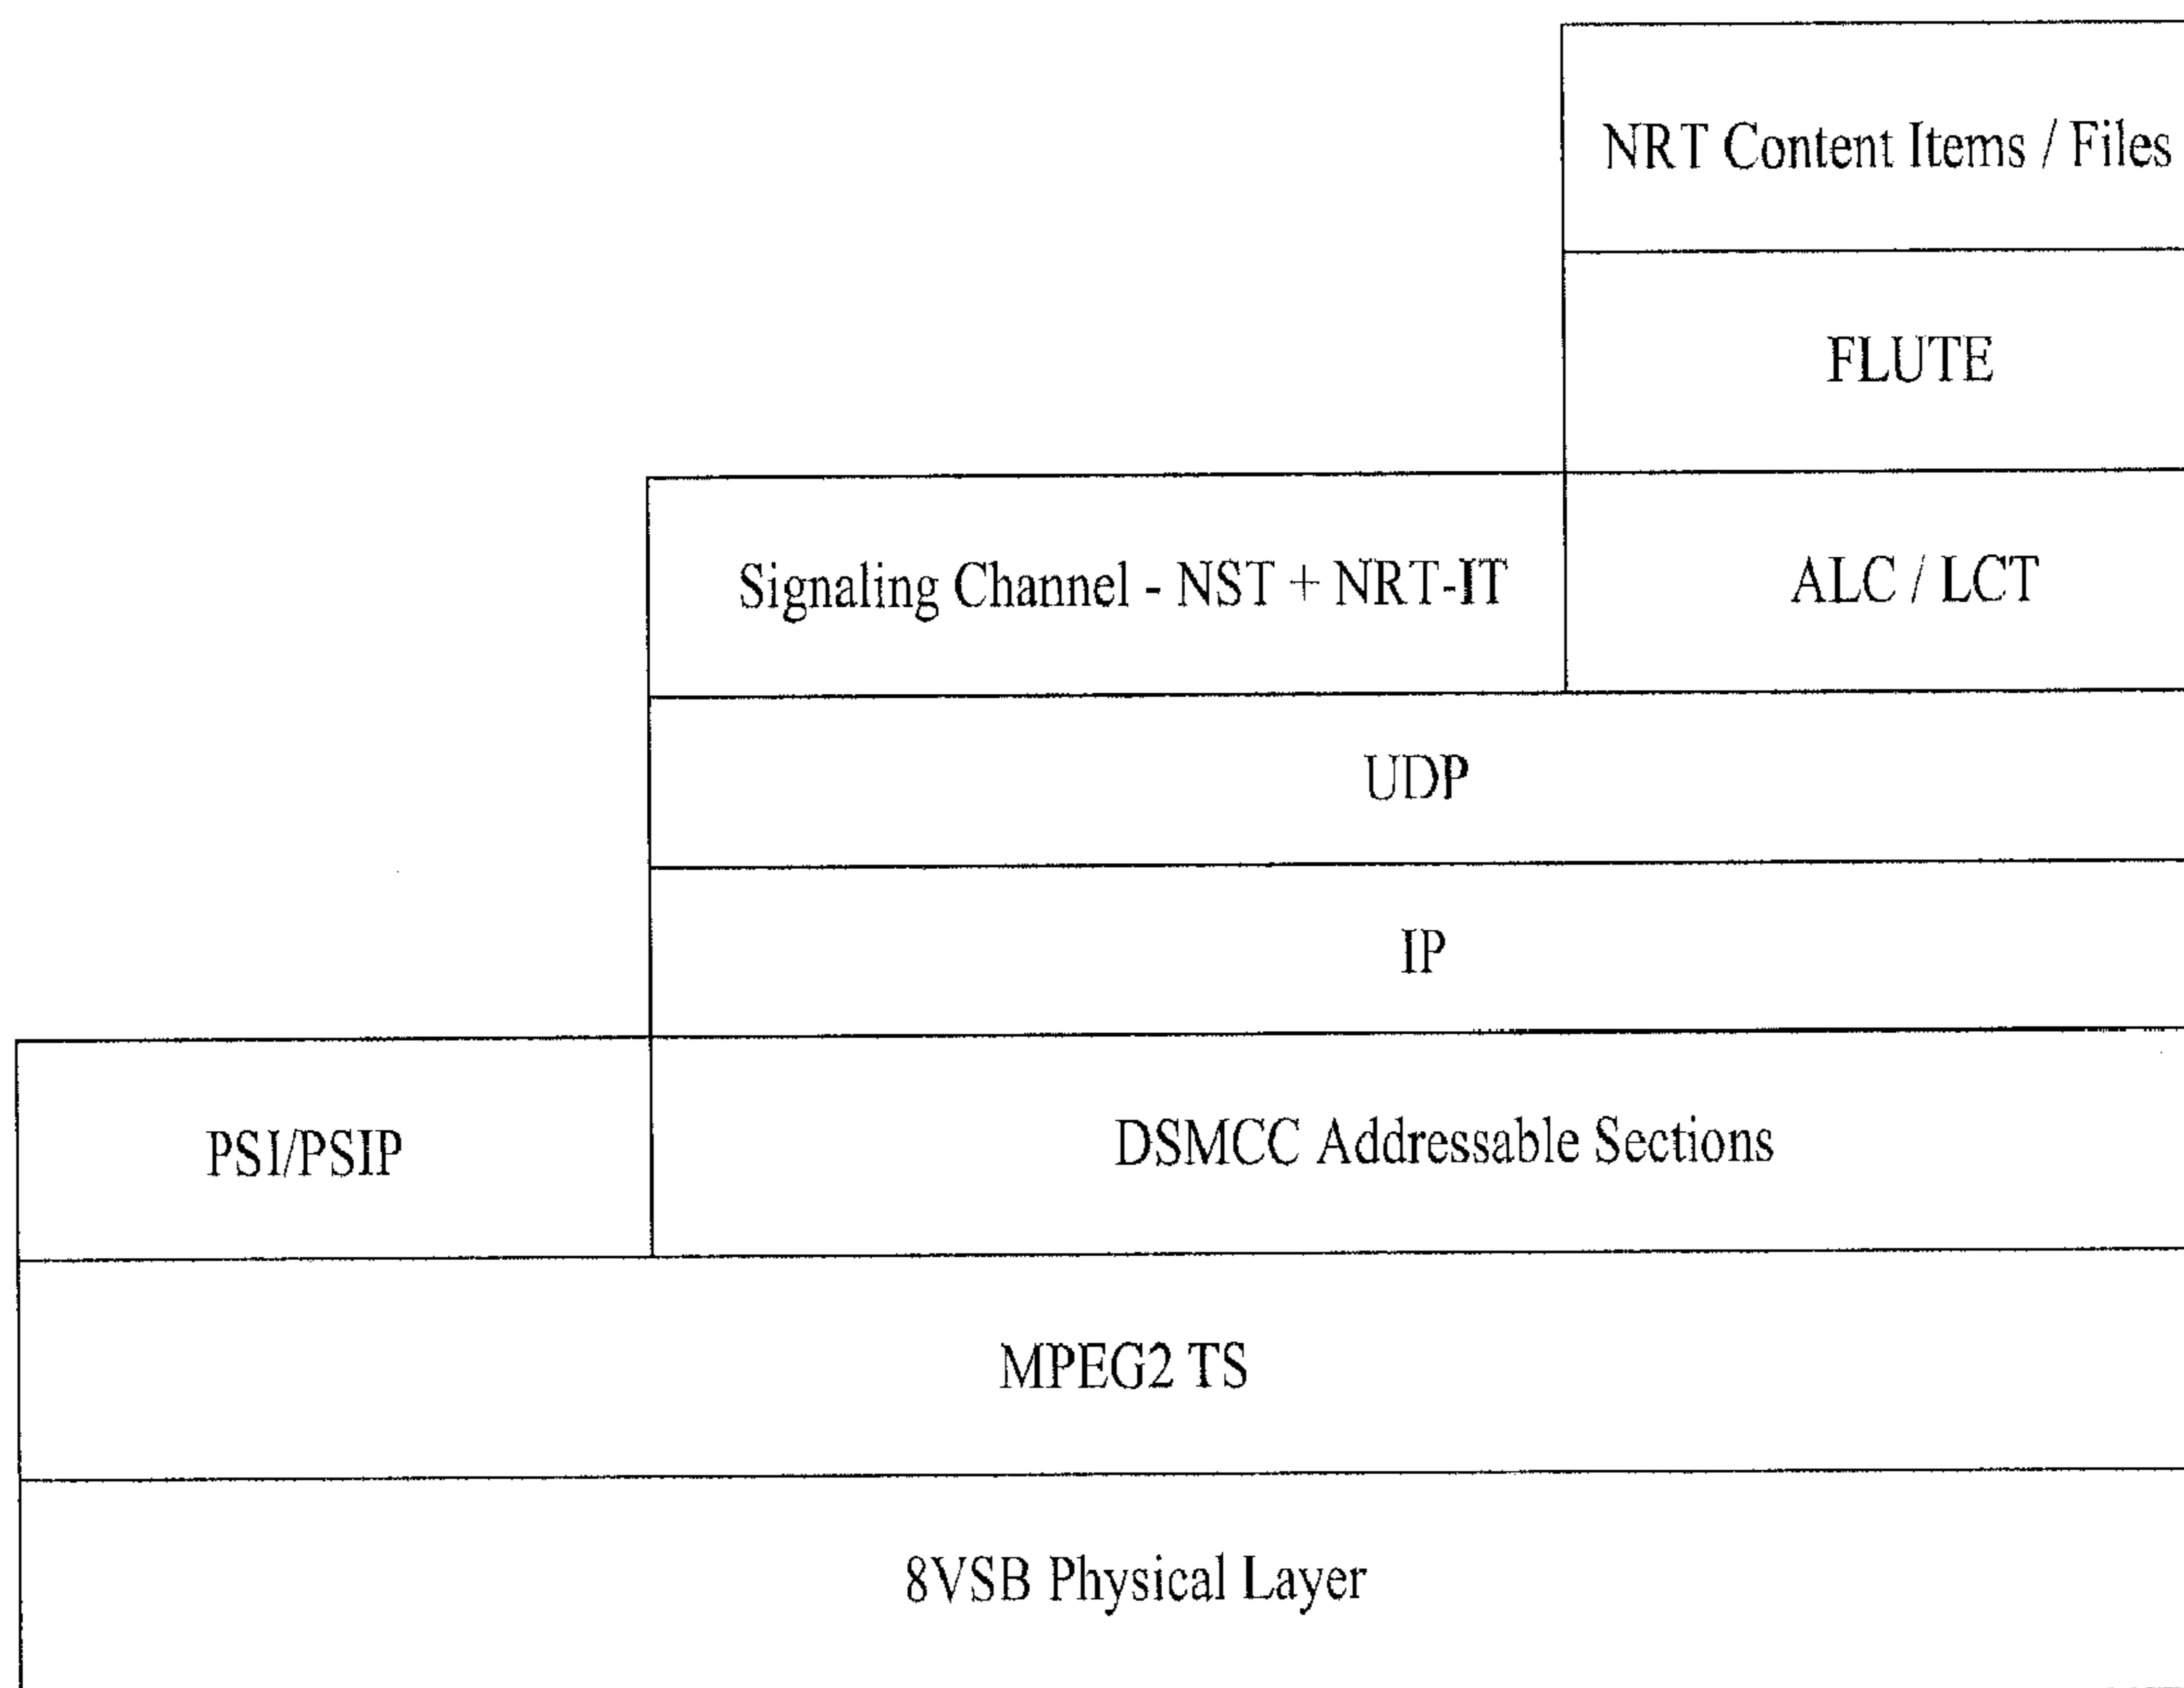 NRT Content Items / Files
FLUTE
Signaling Channel - NST + NRT-IT
ALC / LCT
UDP
IP
PSI/PSIP
DSMCC Addressable Sections
MPEG2 TS
8VSB Physical Layer